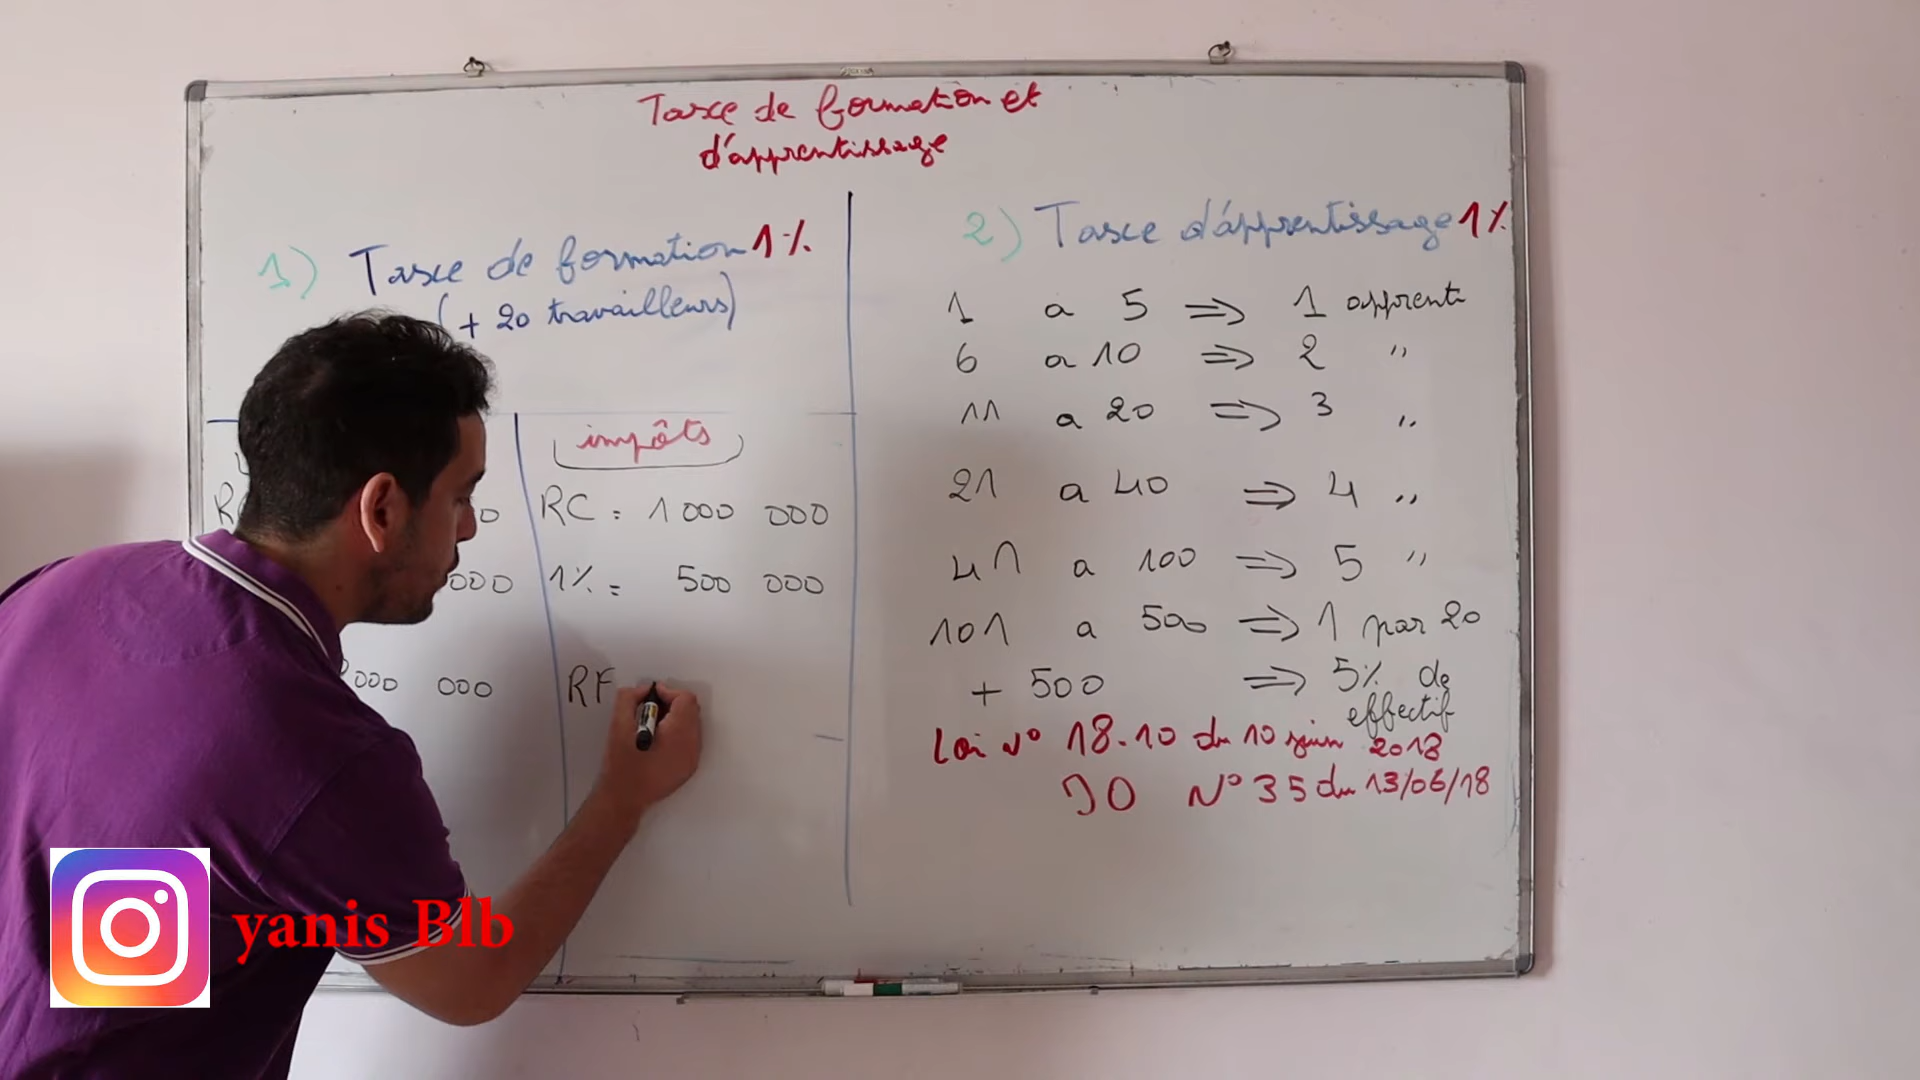 Taxe de formation et
d'apprentissage
1) Taxe de formation 1%
(+ 20 travailleurs)
impôts
RC = 1 000 000
000 1% = 500 000
000 000 RF
2) Taxe d'apprentissage 1%
1 a 5 => 1 apprenti
6 a 10 => 2 "
11 a 20 => 3 "
21 a 40 => 4 "
41 a 100 => 5 "
101 a 500 => 1 par 20
+ 500 => 5% de
effectif
Loi N° 18.10 du 10 juin 2018
JO N° 35 du 13/06/18
yanis Blb